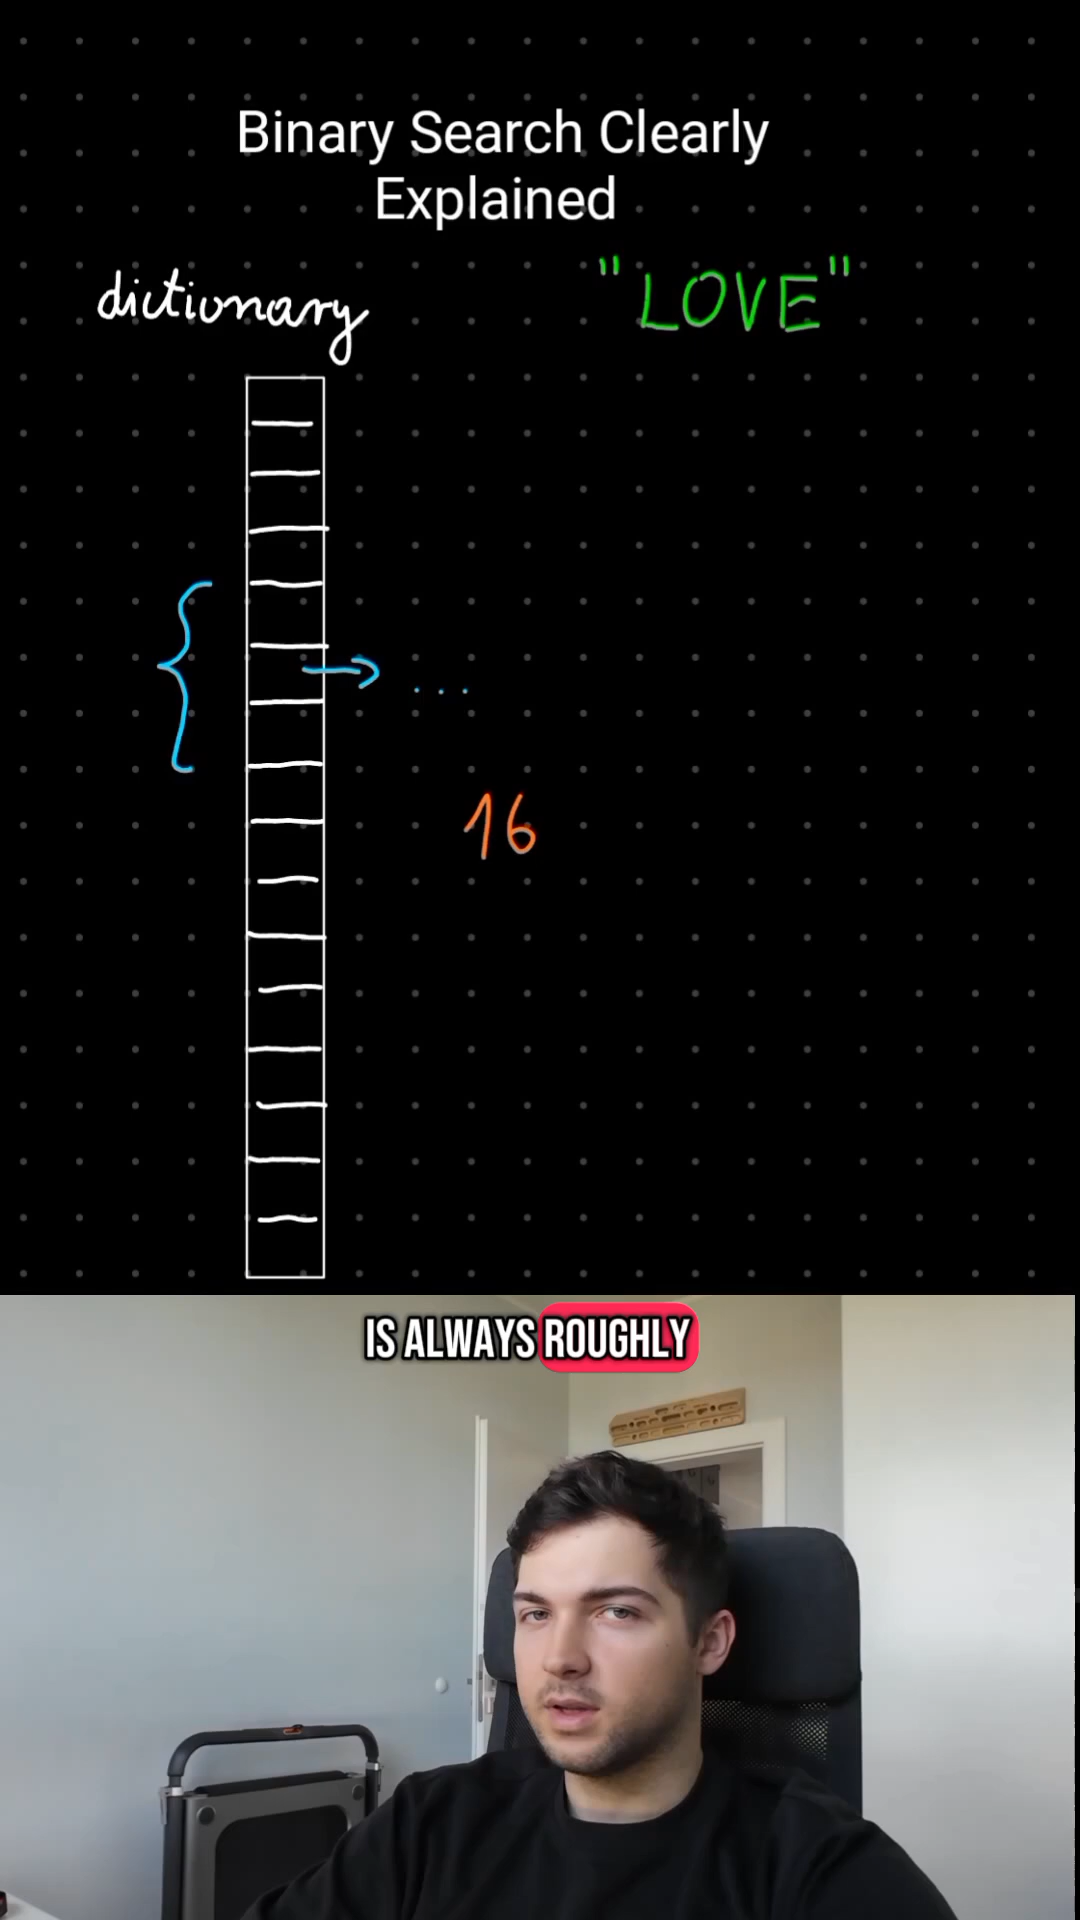 Binary Search Clearly
Explained
dictionary
"LOVE"
...
16
IS ALWAYS ROUGHLY